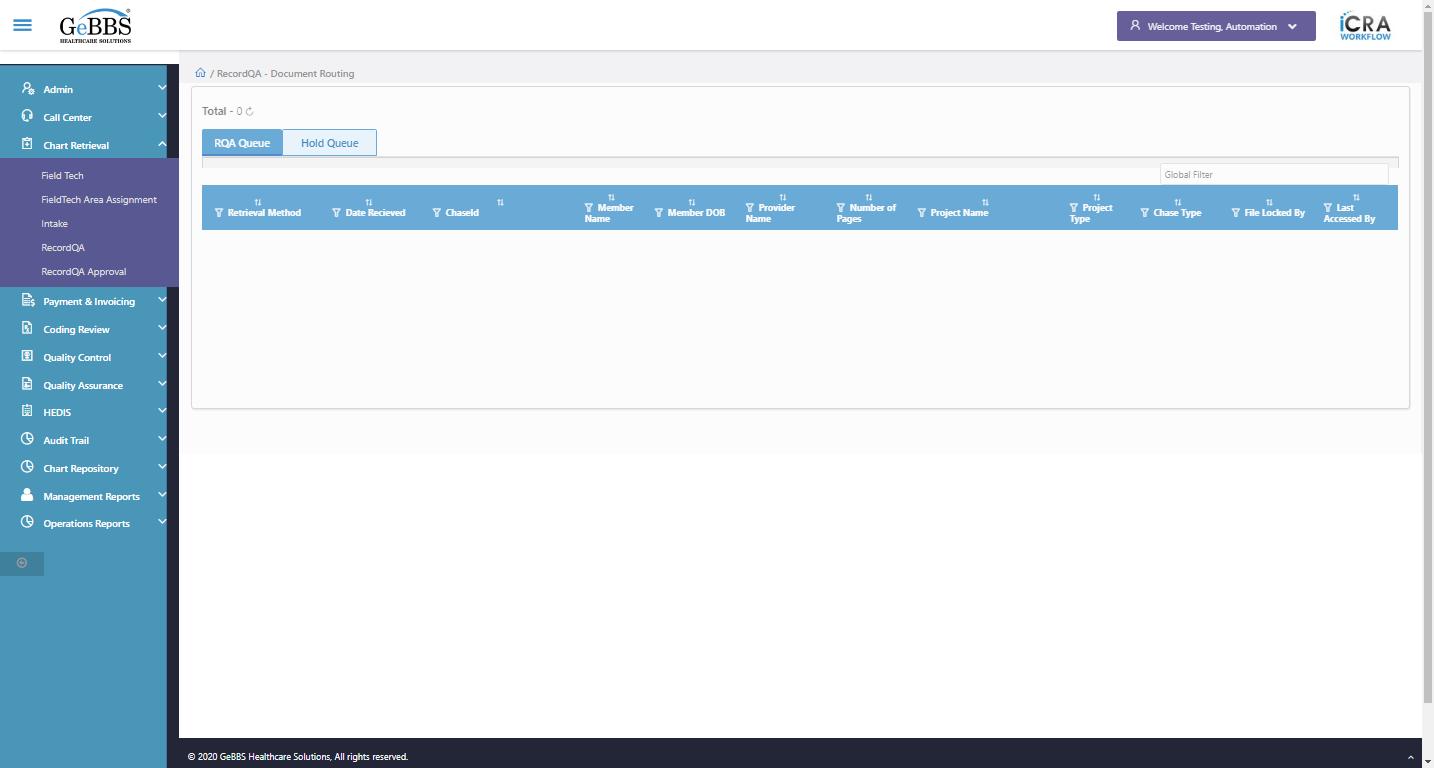 GeBBS
HEALTHCARE SOLUTIONS
Welcome Testing, Automation
iCRA
WORKFLOW
Admin
Call Center
Chart Retrieval
Field Tech
FieldTech Area Assignment
Intake
RecordQA
RecordQA Approval
Payment & Invoicing
Coding Review
Quality Control
Quality Assurance
HEDIS
Audit Trail
Chart Repository
Management Reports
Operations Reports
/ RecordQA - Document Routing
Total - 0
RQA Queue Hold Queue
Global Filter
Retrieval Method
Date Recieved
ChaseId
Member
Name
Member DOB
Provider
Name
Number of
Pages
Project Name
Project
Type
Chase Type
File Locked By
Last
Accessed By
© 2020 GeBBS Healthcare Solutions, All rights reserved.